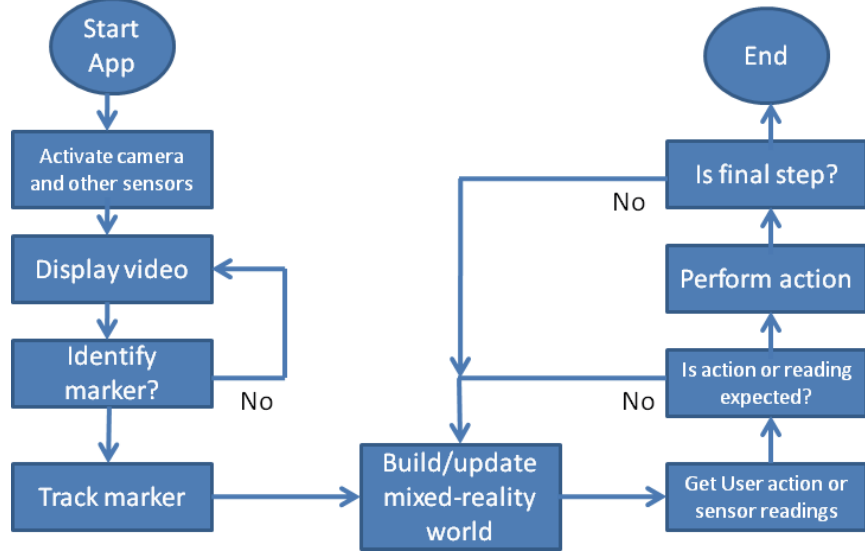 Start
App
Activate camera
and other sensors
Display video
Identify
marker?
No
Track marker
Build/update
mixed-reality
world
Get User action or
sensor readings
Is action or reading
expected?
No
Perform action
Is final step?
No
End